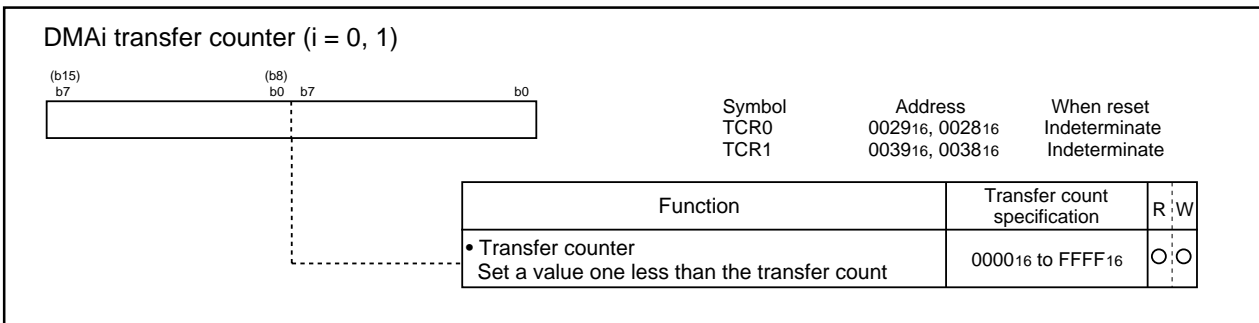 DMAi transfer counter (i = 0, 1)
(b15) (b8)
b7 b0 b7 b0
Symbol Address When reset
TCR0 002916, 002816 Indeterminate
TCR1 003916, 003816 Indeterminate
Function Transfer count specification R W
• Transfer counter
Set a value one less than the transfer count 000016 to FFFF16 O O